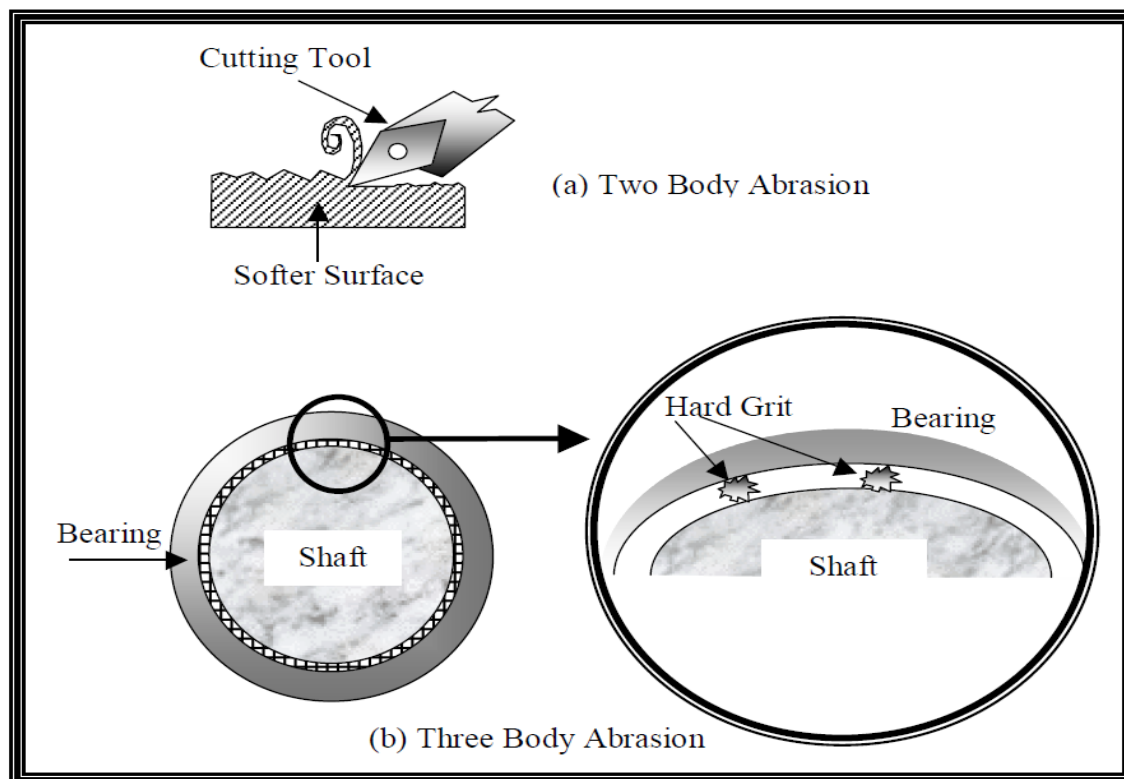 Cutting Tool
(a) Two Body Abrasion
Softer Surface
Hard Grit
Bearing
Bearing
Shaft
Shaft
(b) Three Body Abrasion